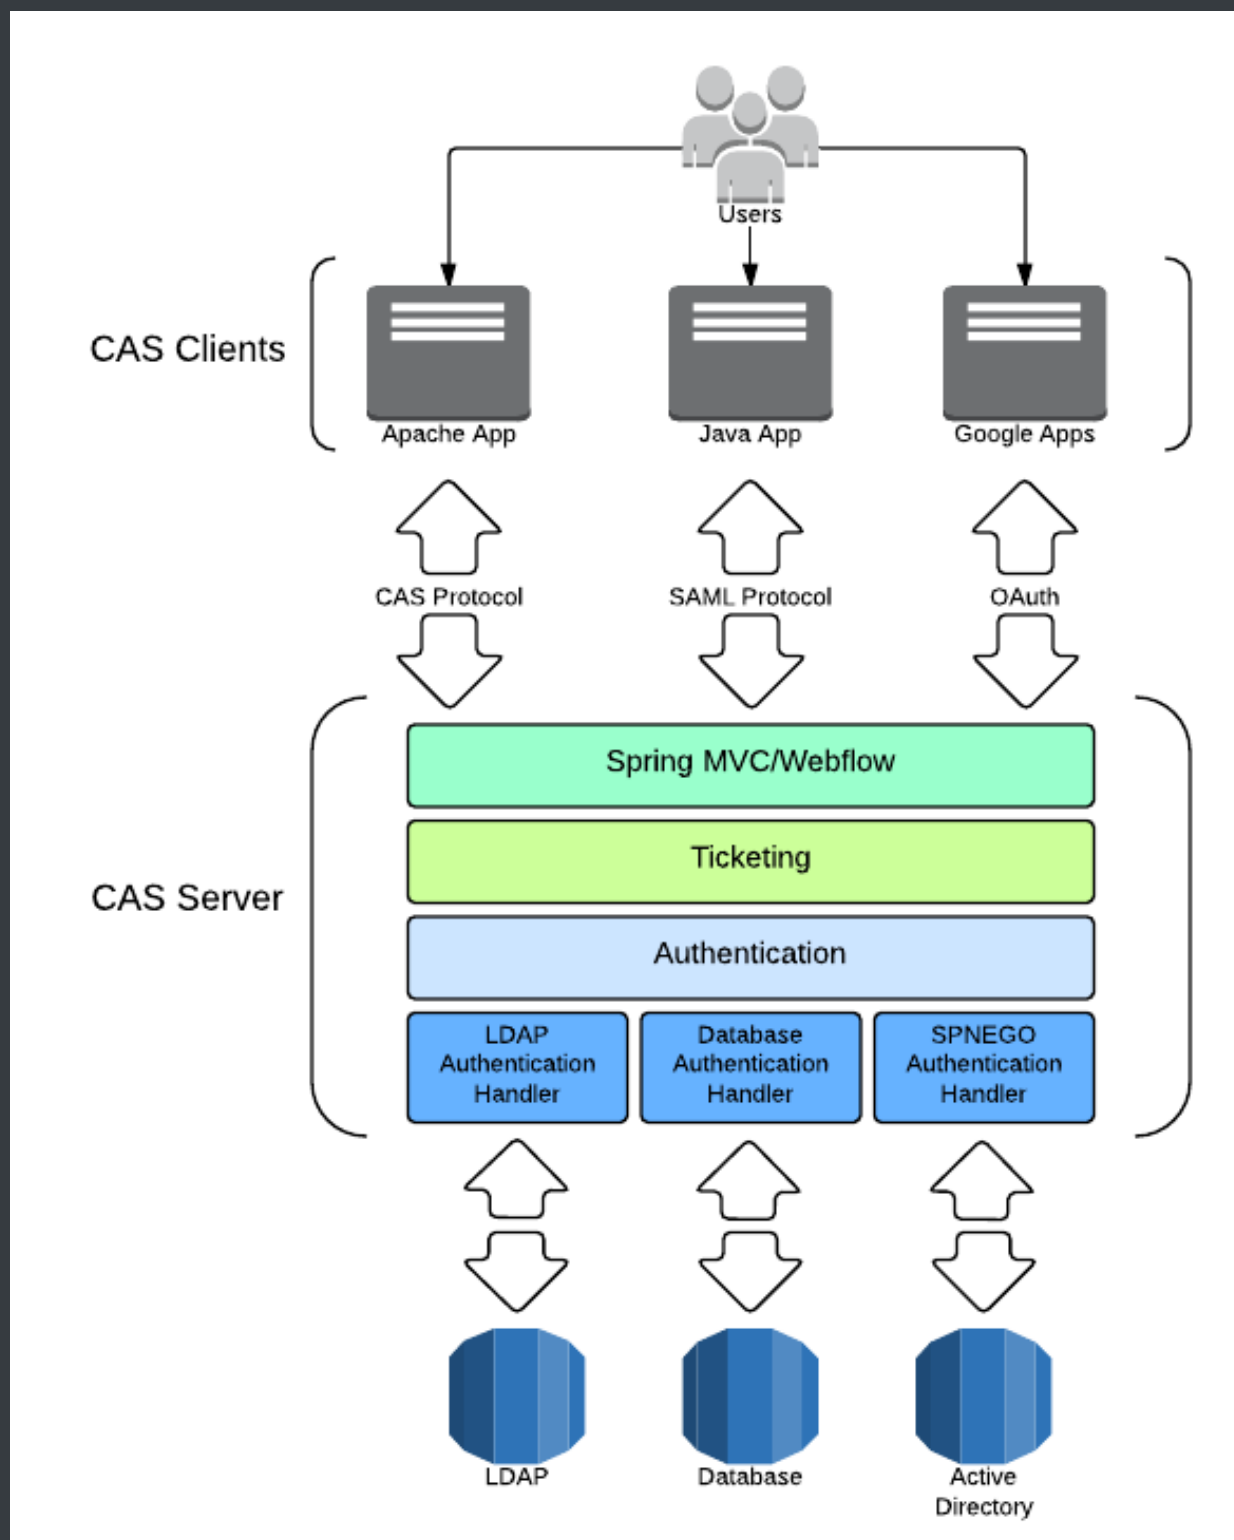 Users
CAS Clients
Apache App
Java App
Google Apps
CAS Protocol
SAML Protocol
OAuth
CAS Server
Spring MVC/Webflow
Ticketing
Authentication
LDAP
Authentication
Handler
Database
Authentication
Handler
SPNEGO
Authentication
Handler
LDAP
Database
Active
Directory